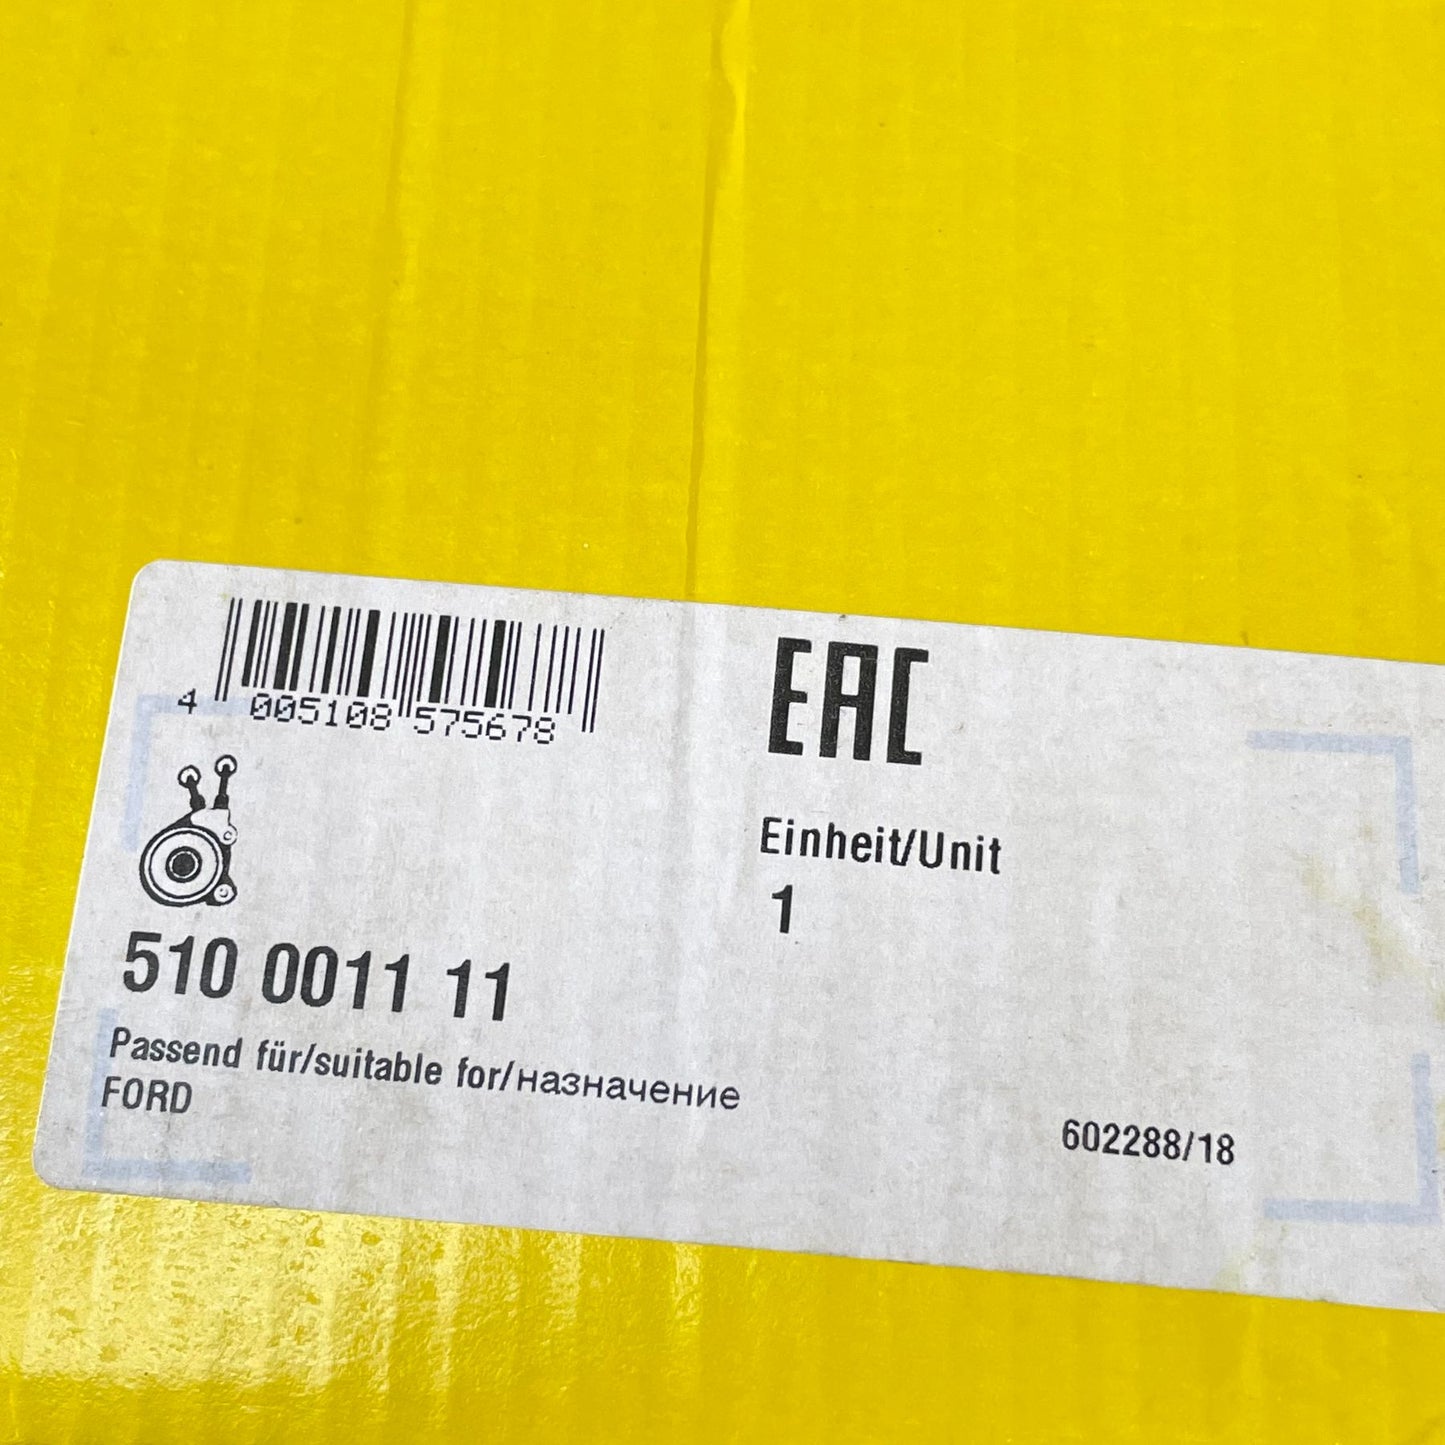 4 005108 575678
EAC
Einheit/Unit
1
510 0011 11
Passend für/suitable for/назначение
FORD
602288/18